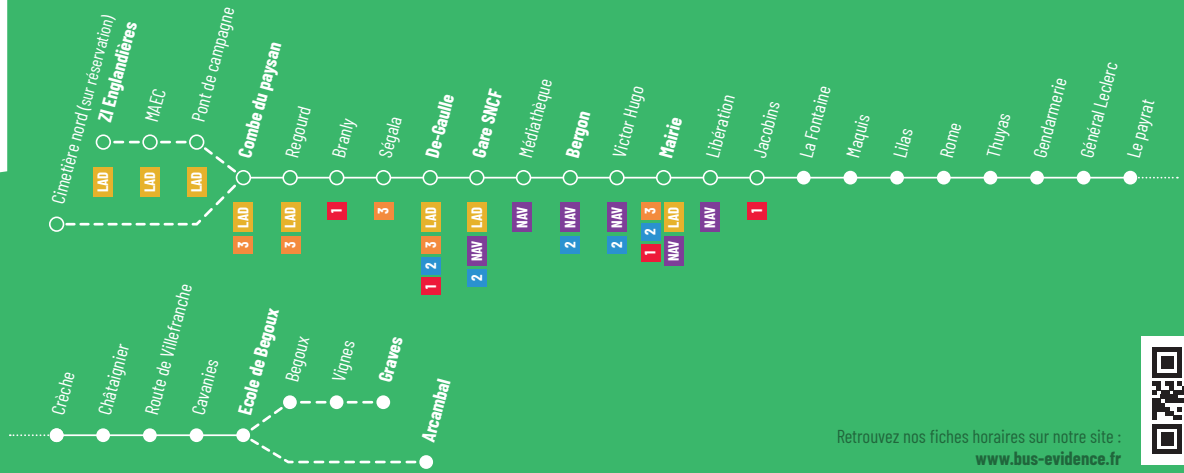 Cimetière nord (sur réservation)
ZI Englandières
MAEC
Pont de campagne
Combe du paysan
Regourd
Branly
Ségala
De-Gaulle
Gare SNCF
Médiathèque
Bergon
Victor Hugo
Mairie
Libération
Jacobins
La Fontaine
Maquis
Lilas
Rome
Thuyas
Gendarmerie
Général Leclerc
Le payrat
LAD
LAD
LAD
LAD
3
LAD
3
1
3
LAD
3
2
1
LAD
NAV
2
NAV
NAV
2
NAV
2
3
2
1
LAD
NAV
NAV
1
Crèche
Châtaignier
Route de Villefranche
Cavanies
Ecole de Begoux
Begoux
Vignes
Graves
Arcambal
Retrouvez nos fiches horaires sur notre site :
www.bus-evidence.fr